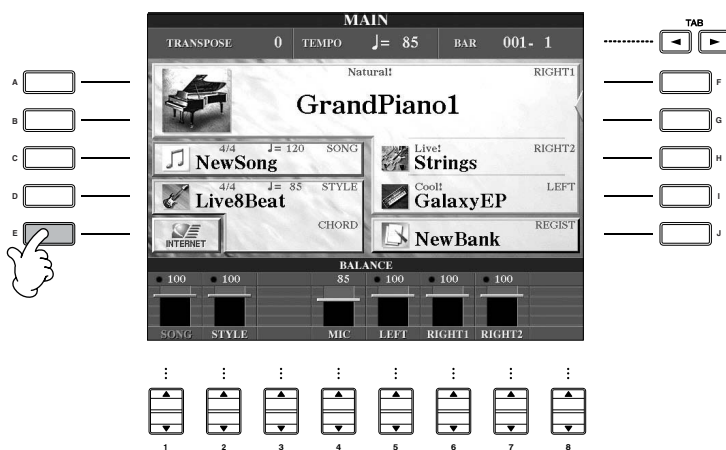 MAIN
TAB
TRANSPOSE 0 TEMPO ♩= 85 BAR 001- 1
Natural! RIGHT1
GrandPiano1
4/4 ♩= 120 SONG
NewSong
Live! RIGHT2
Strings
4/4 ♩= 85 STYLE
Live8Beat
Cool! LEFT
GalaxyEP
INTERNET
CHORD
REGIST
NewBank
BALANCE
100 100 85 100 100 100
SONG STYLE MIC LEFT RIGHT1 RIGHT2
A
B
C
D
E
F
G
H
I
J
1 2 3 4 5 6 7 8